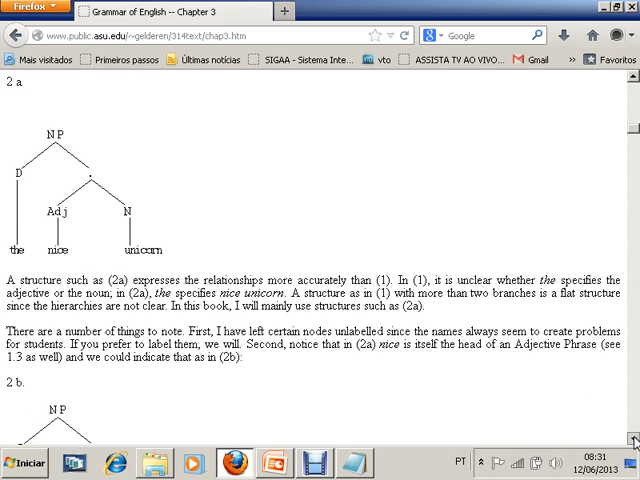 Firefox
Grammar of English -- Chapter 3
www.public.asu.edu/~gelderen/314text/chap3.htm
Google
Mais visitados
Primeiros passos
Últimas notícias
SIGAA - Sistema Inte...
vto
ASSISTA TV AO VIVO...
Gmail
Favoritos
2 a
NP
D
.
Adj
N
the
nice
unicorn
A structure such as (2a) expresses the relationships more accurately than (1). In (1), it is unclear whether the specifies the
adjective or the noun; in (2a), the specifies nice unicorn. A structure as in (1) with more than two branches is a flat structure
since the hierarchies are not clear. In this book, I will mainly use structures such as (2a).
There are a number of things to note. First, I have left certain nodes unlabelled since the names always seem to create problems
for students. If you prefer to label them, we will. Second, notice that in (2a) nice is itself the head of an Adjective Phrase (see
1.3 as well) and we could indicate that as in (2b):
2 b.
NP
Iniciar
PT
08:31
12/06/2013